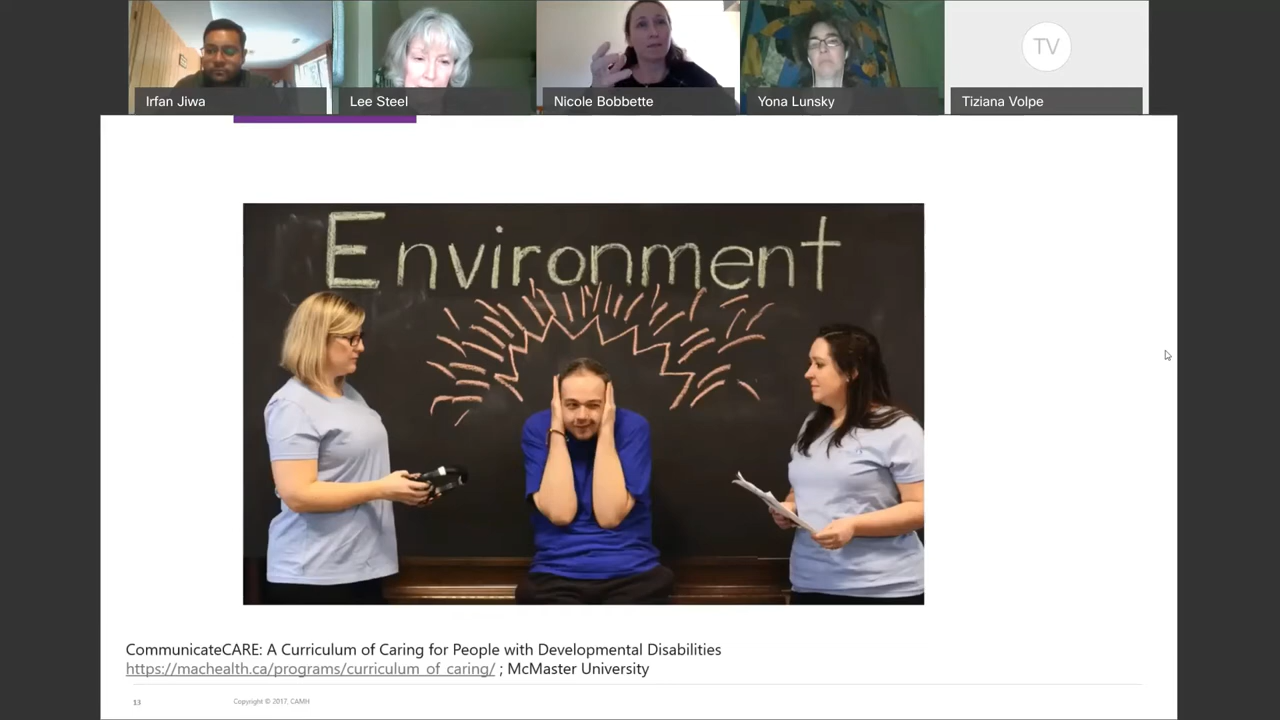 Irfan Jiwa
Lee Steel
Nicole Bobbette
Yona Lunsky
TV
Tiziana Volpe
Environment
CommunicateCARE: A Curriculum of Caring for People with Developmental Disabilities
https://machealth.ca/programs/curriculum_of_caring/ ; McMaster University
13
Copyright © 2017, CAMH